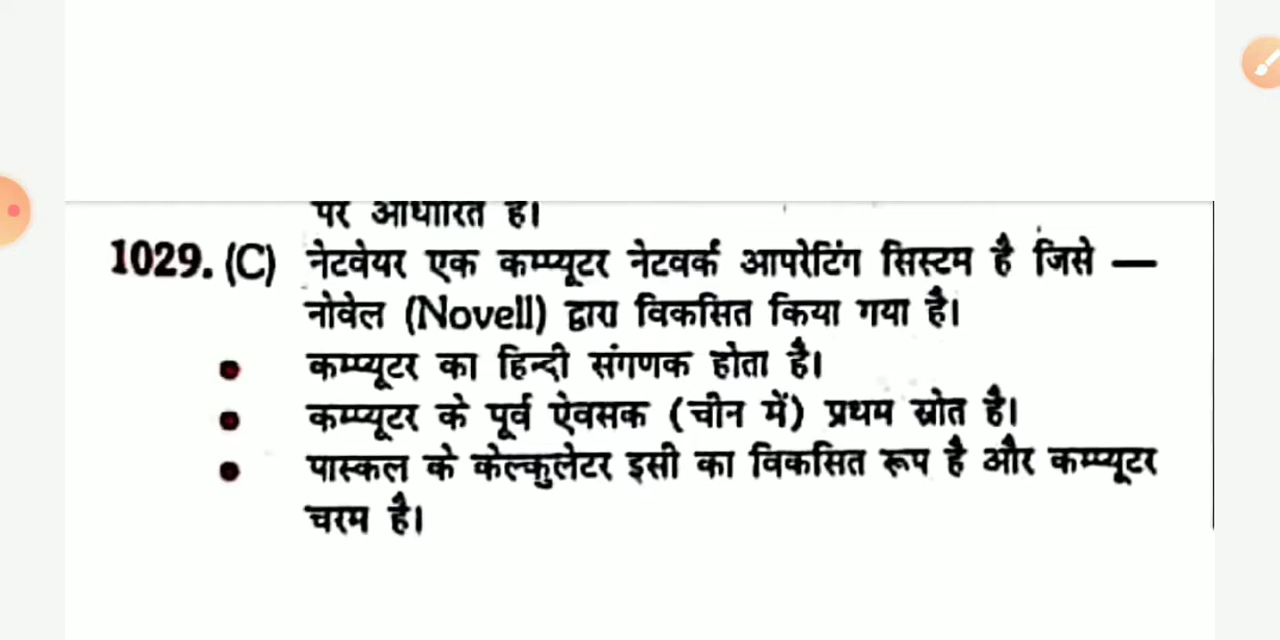 पर आधारित है।
1029. (C) नेटवेयर एक कम्प्यूटर नेटवर्क आपरेटिंग सिस्टम है जिसे —
नोवेल (Novell) द्वारा विकसित किया गया है।
● कम्प्यूटर का हिन्दी संगणक होता है।
● कम्प्यूटर के पूर्व ऐवसक (चीन में) प्रथम स्रोत है।
● पास्कल के केल्कुलेटर इसी का विकसित रूप है और कम्प्यूटर
चरम है।